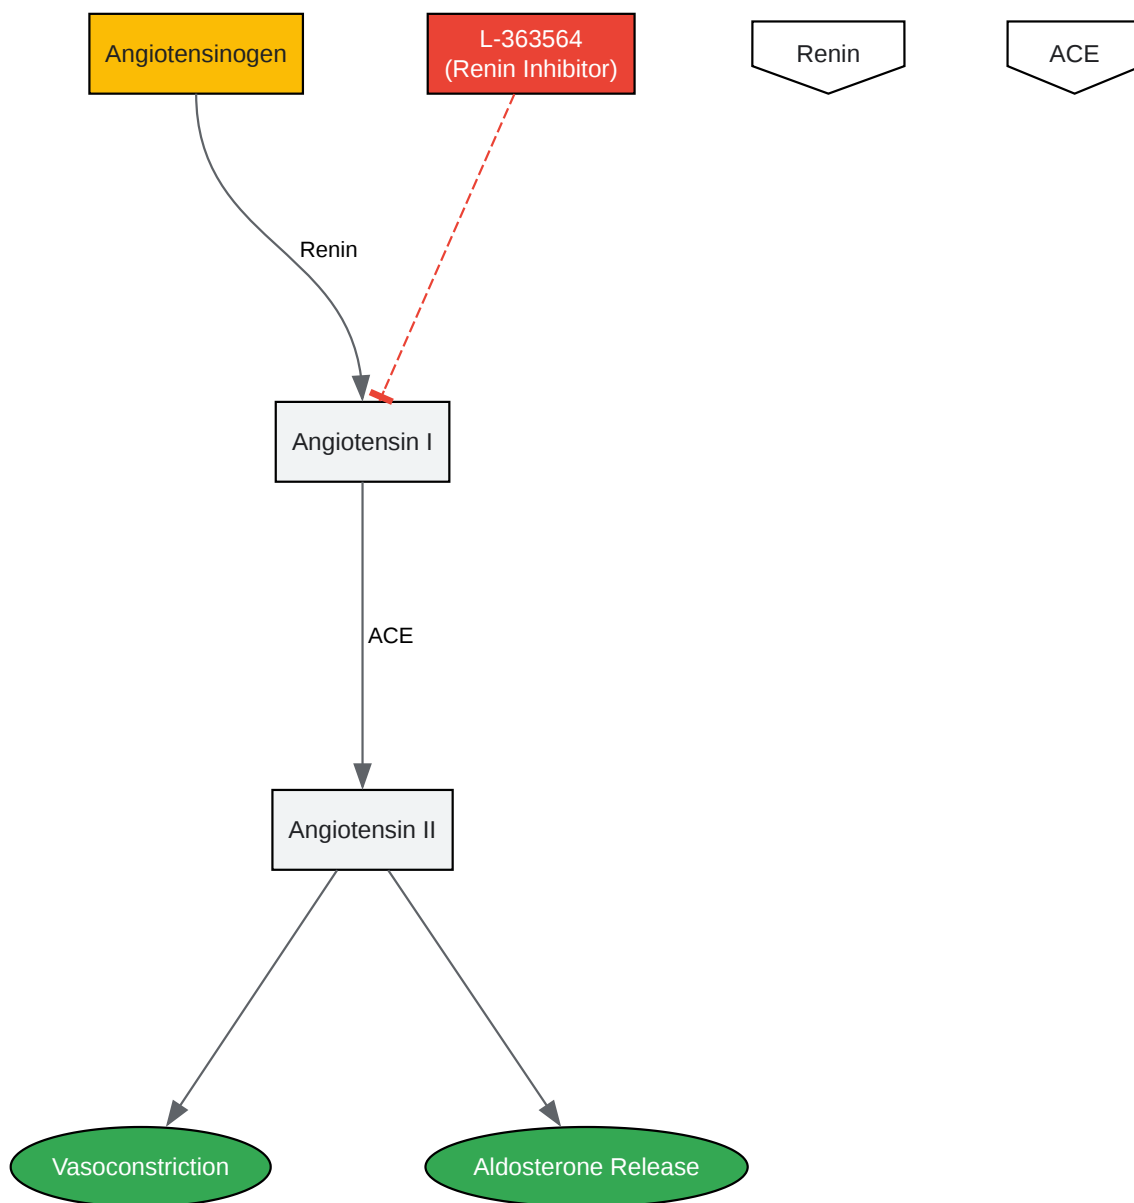 Angiotensinogen
L-363564
(Renin Inhibitor)
Renin
ACE
Renin
Angiotensin I
ACE
Angiotensin II
Vasoconstriction
Aldosterone Release